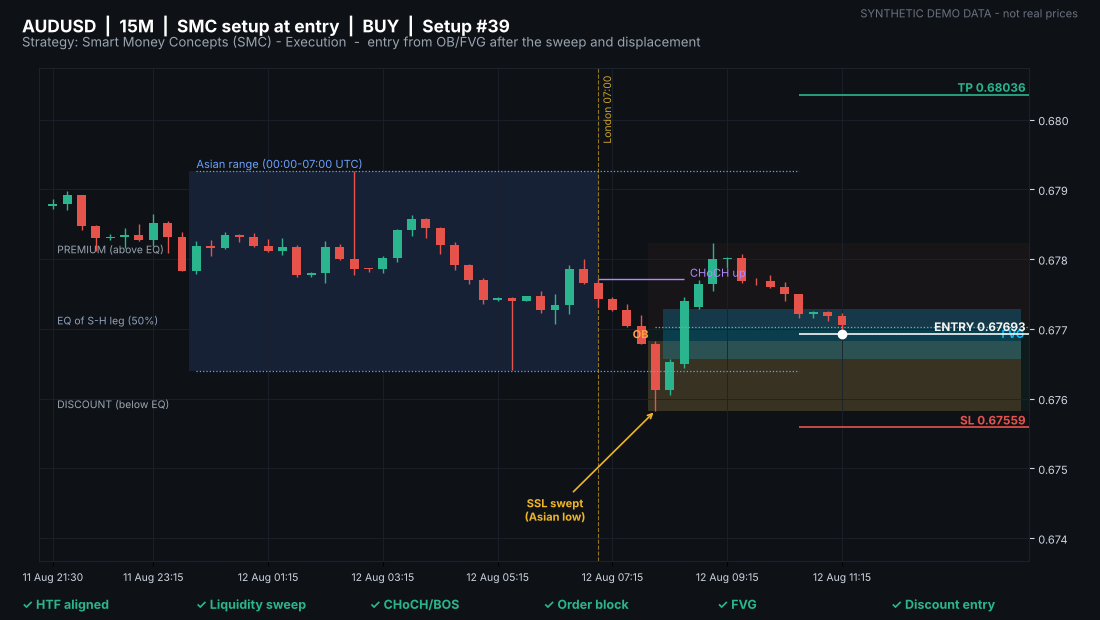 AUDUSD | 15M | SMC setup at entry | BUY | Setup #39
SYNTHETIC DEMO DATA - not real prices
Strategy: Smart Money Concepts (SMC) - Execution - entry from OB/FVG after the sweep and displacement
London 07:00
TP 0.68036
0.680
Asian range (00:00-07:00 UTC)
0.679
PREMIUM (above EQ)
0.678
CHoCH up
EQ of S-H leg (50%)
ENTRY 0.67693
0.677
OB
FVG
0.676
DISCOUNT (below EQ)
SL 0.67559
0.675
SSL swept
(Asian low)
0.674
11 Aug 21:30
11 Aug 23:15
12 Aug 01:15
12 Aug 03:15
12 Aug 05:15
12 Aug 07:15
12 Aug 09:15
12 Aug 11:15
✓ HTF aligned
✓ Liquidity sweep
✓ CHoCH/BOS
✓ Order block
✓ FVG
✓ Discount entry